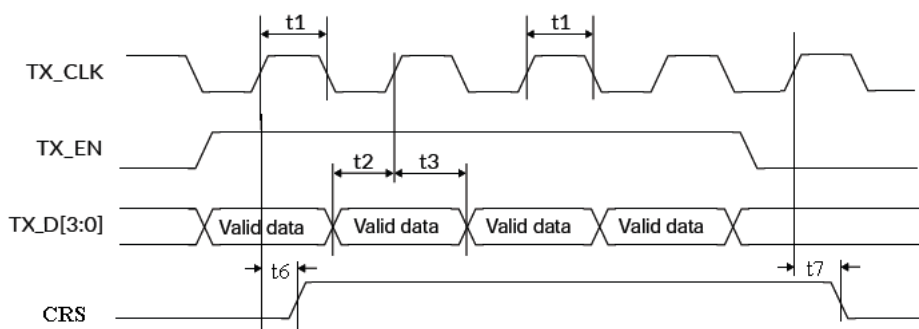 t1 t1
TX_CLK
TX_EN
t2 t3
TX_D[3:0] Valid data Valid data Valid data Valid data
t6 t7
CRS